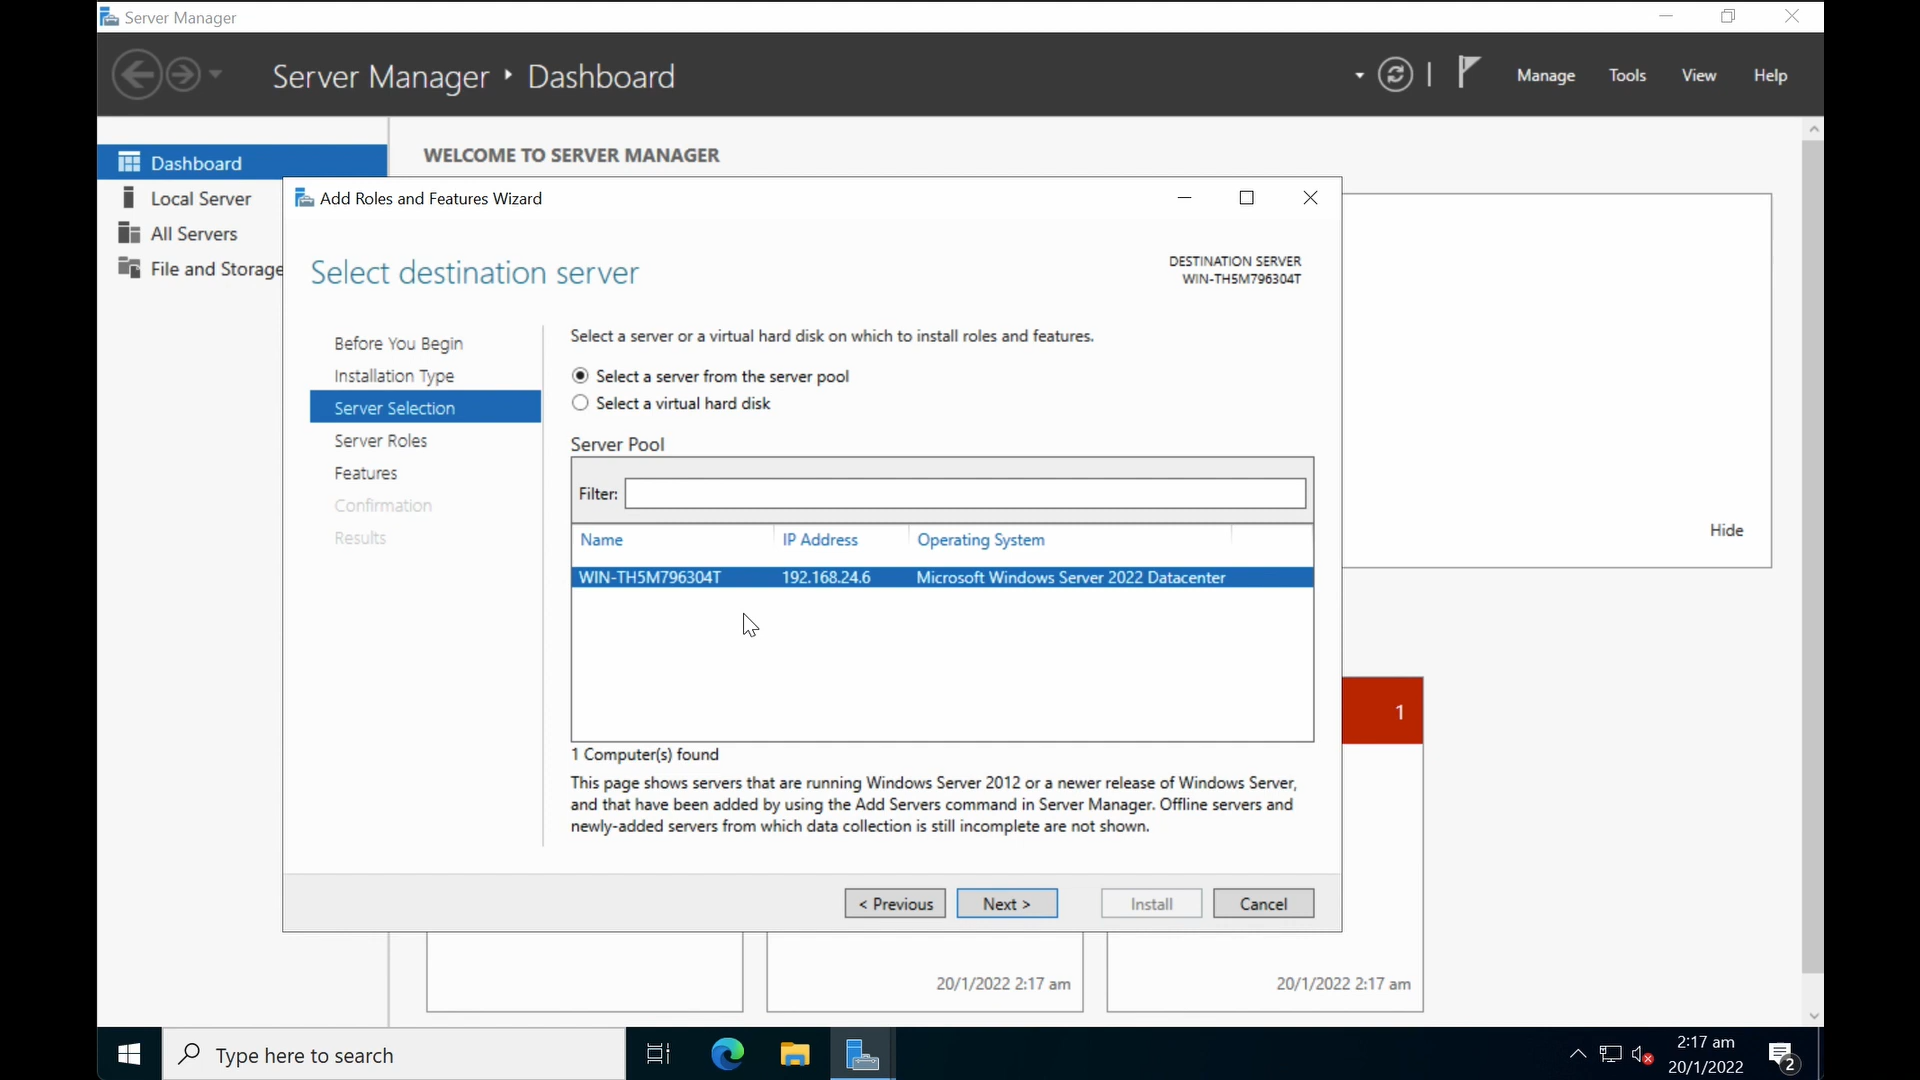 Server Manager
Server Manager ‣ Dashboard
Manage
Tools
View
Help
Dashboard
Local Server
All Servers
File and Storage
WELCOME TO SERVER MANAGER
Add Roles and Features Wizard
Select destination server
DESTINATION SERVER
WIN-TH5M796304T
Before You Begin
Installation Type
Server Selection
Server Roles
Features
Confirmation
Results
Select a server or a virtual hard disk on which to install roles and features.
Select a server from the server pool
Select a virtual hard disk
Server Pool
Filter:
Name IP Address Operating System
WIN-TH5M796304T 192.168.24.6 Microsoft Windows Server 2022 Datacenter
1 Computer(s) found
This page shows servers that are running Windows Server 2012 or a newer release of Windows Server,
and that have been added by using the Add Servers command in Server Manager. Offline servers and
newly-added servers from which data collection is still incomplete are not shown.
< Previous
Next >
Install
Cancel
Hide
1
20/1/2022 2:17 am
20/1/2022 2:17 am
Type here to search
2:17 am
20/1/2022
2